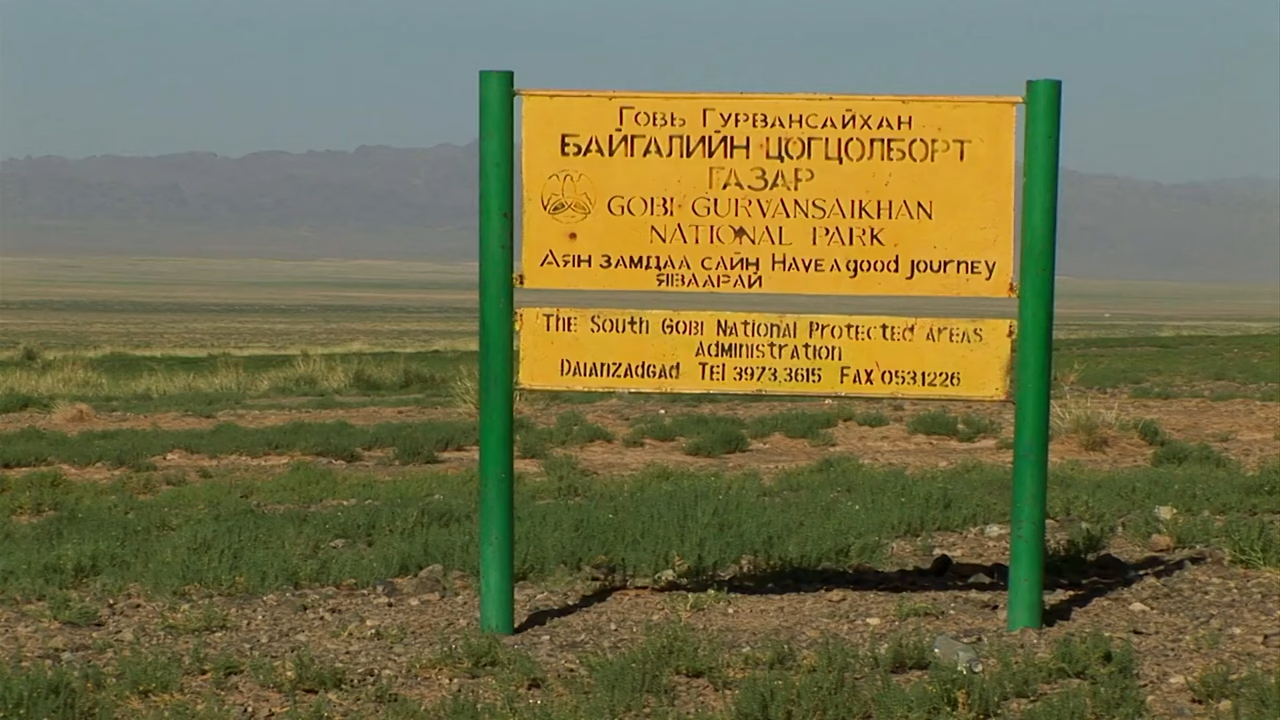 Говь Гурвансайхан
БАЙГАЛИЙН ЦОГЦОЛБОРТ
ГАЗАР
GOBI GURVANSAIKHAN
NATIONAL PARK
Аян замдаа сайн Have a good journey
яваарай
The South Gobi National Protected Areas
Administration
Dalanzadgad Tel 3973,3615 Fax 0531226